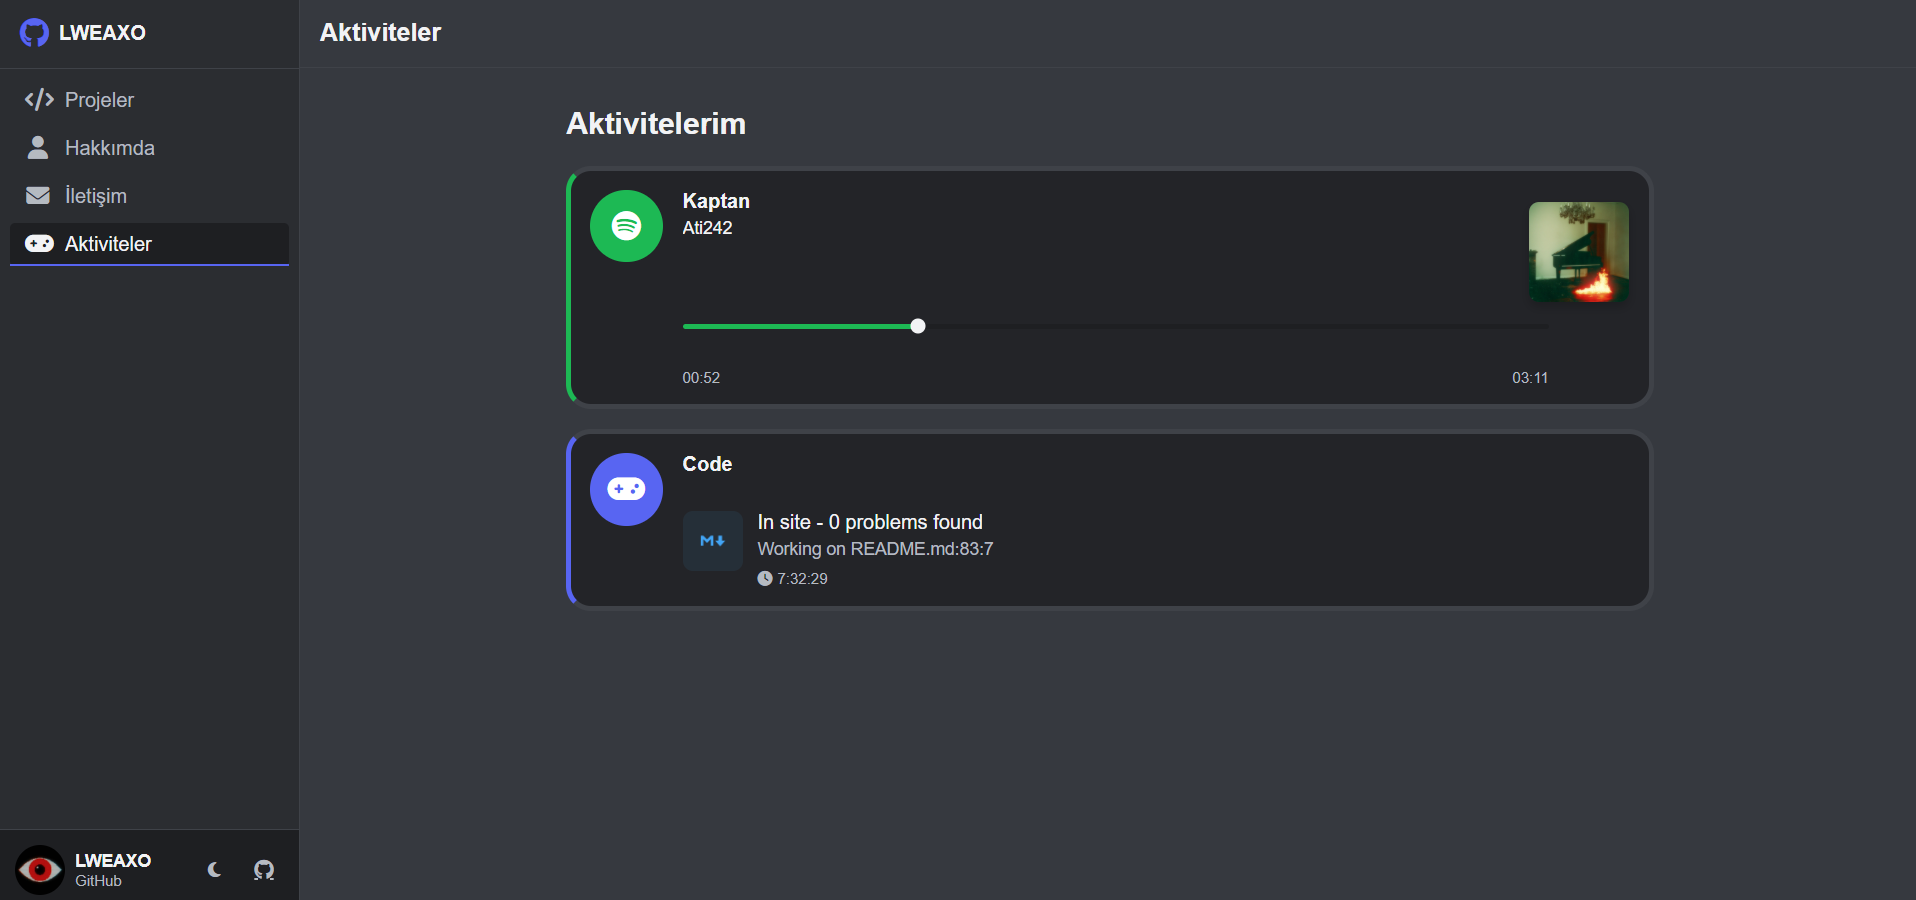 LWEAXO
Projeler
Hakkımda
İletişim
Aktiviteler
LWEAXO
GitHub
Aktiviteler
Aktivitelerim
Kaptan
Ati242
00:52
03:11
Code
M
In site - 0 problems found
Working on README.md:83:7
7:32:29